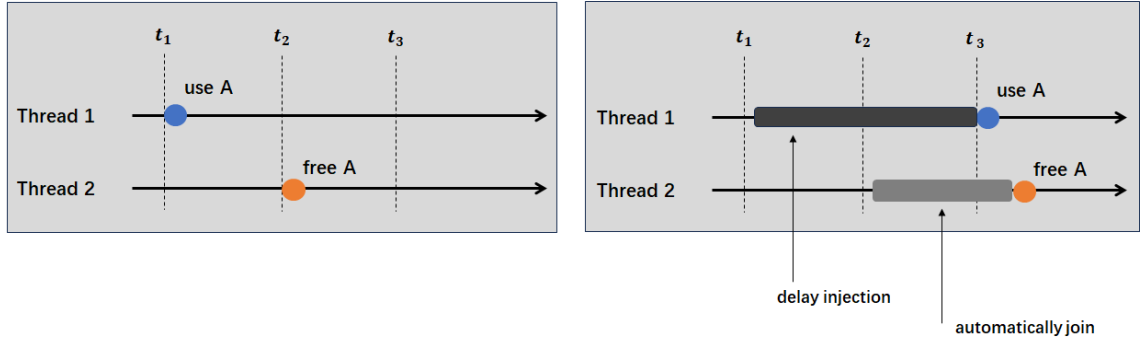 t₁ t₂ t₃
use A
Thread 1
free A
Thread 2
t₁ t₂ t₃
use A
Thread 1
free A
Thread 2
delay injection
automatically join